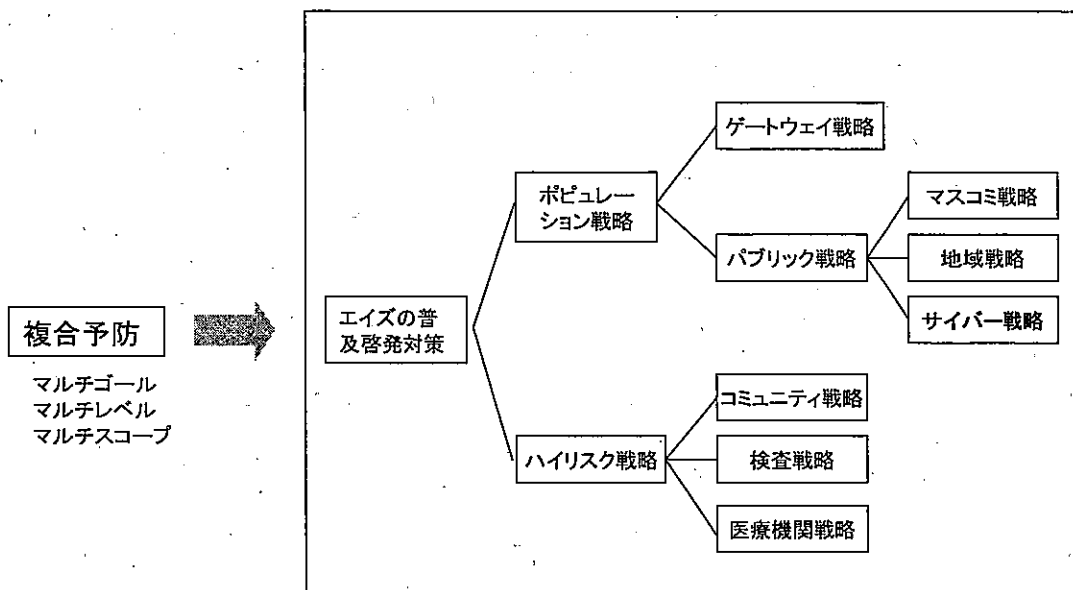 複合予防
マルチゴール
マルチレベル
マルチスコープ
エイズの普
及啓発対策
ポピュレー
ション戦略
ゲートウェイ戦略
パブリック戦略
マスコミ戦略
地域戦略
サイバー戦略
ハイリスク戦略
コミュニティ戦略
検査戦略
医療機関戦略